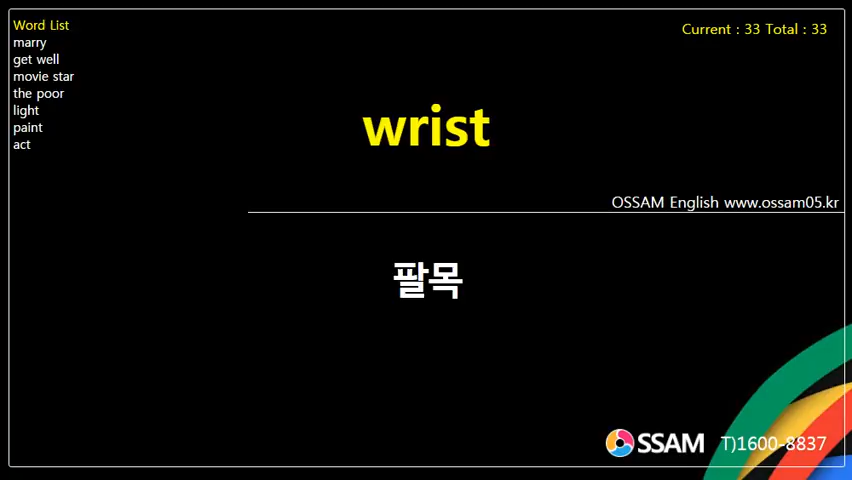 Word List
marry
get well
movie star
the poor
light
paint
act
Current : 33 Total : 33
wrist
OSSAM English www.ossam05.kr
팔목
OSSAM T)1600-8837